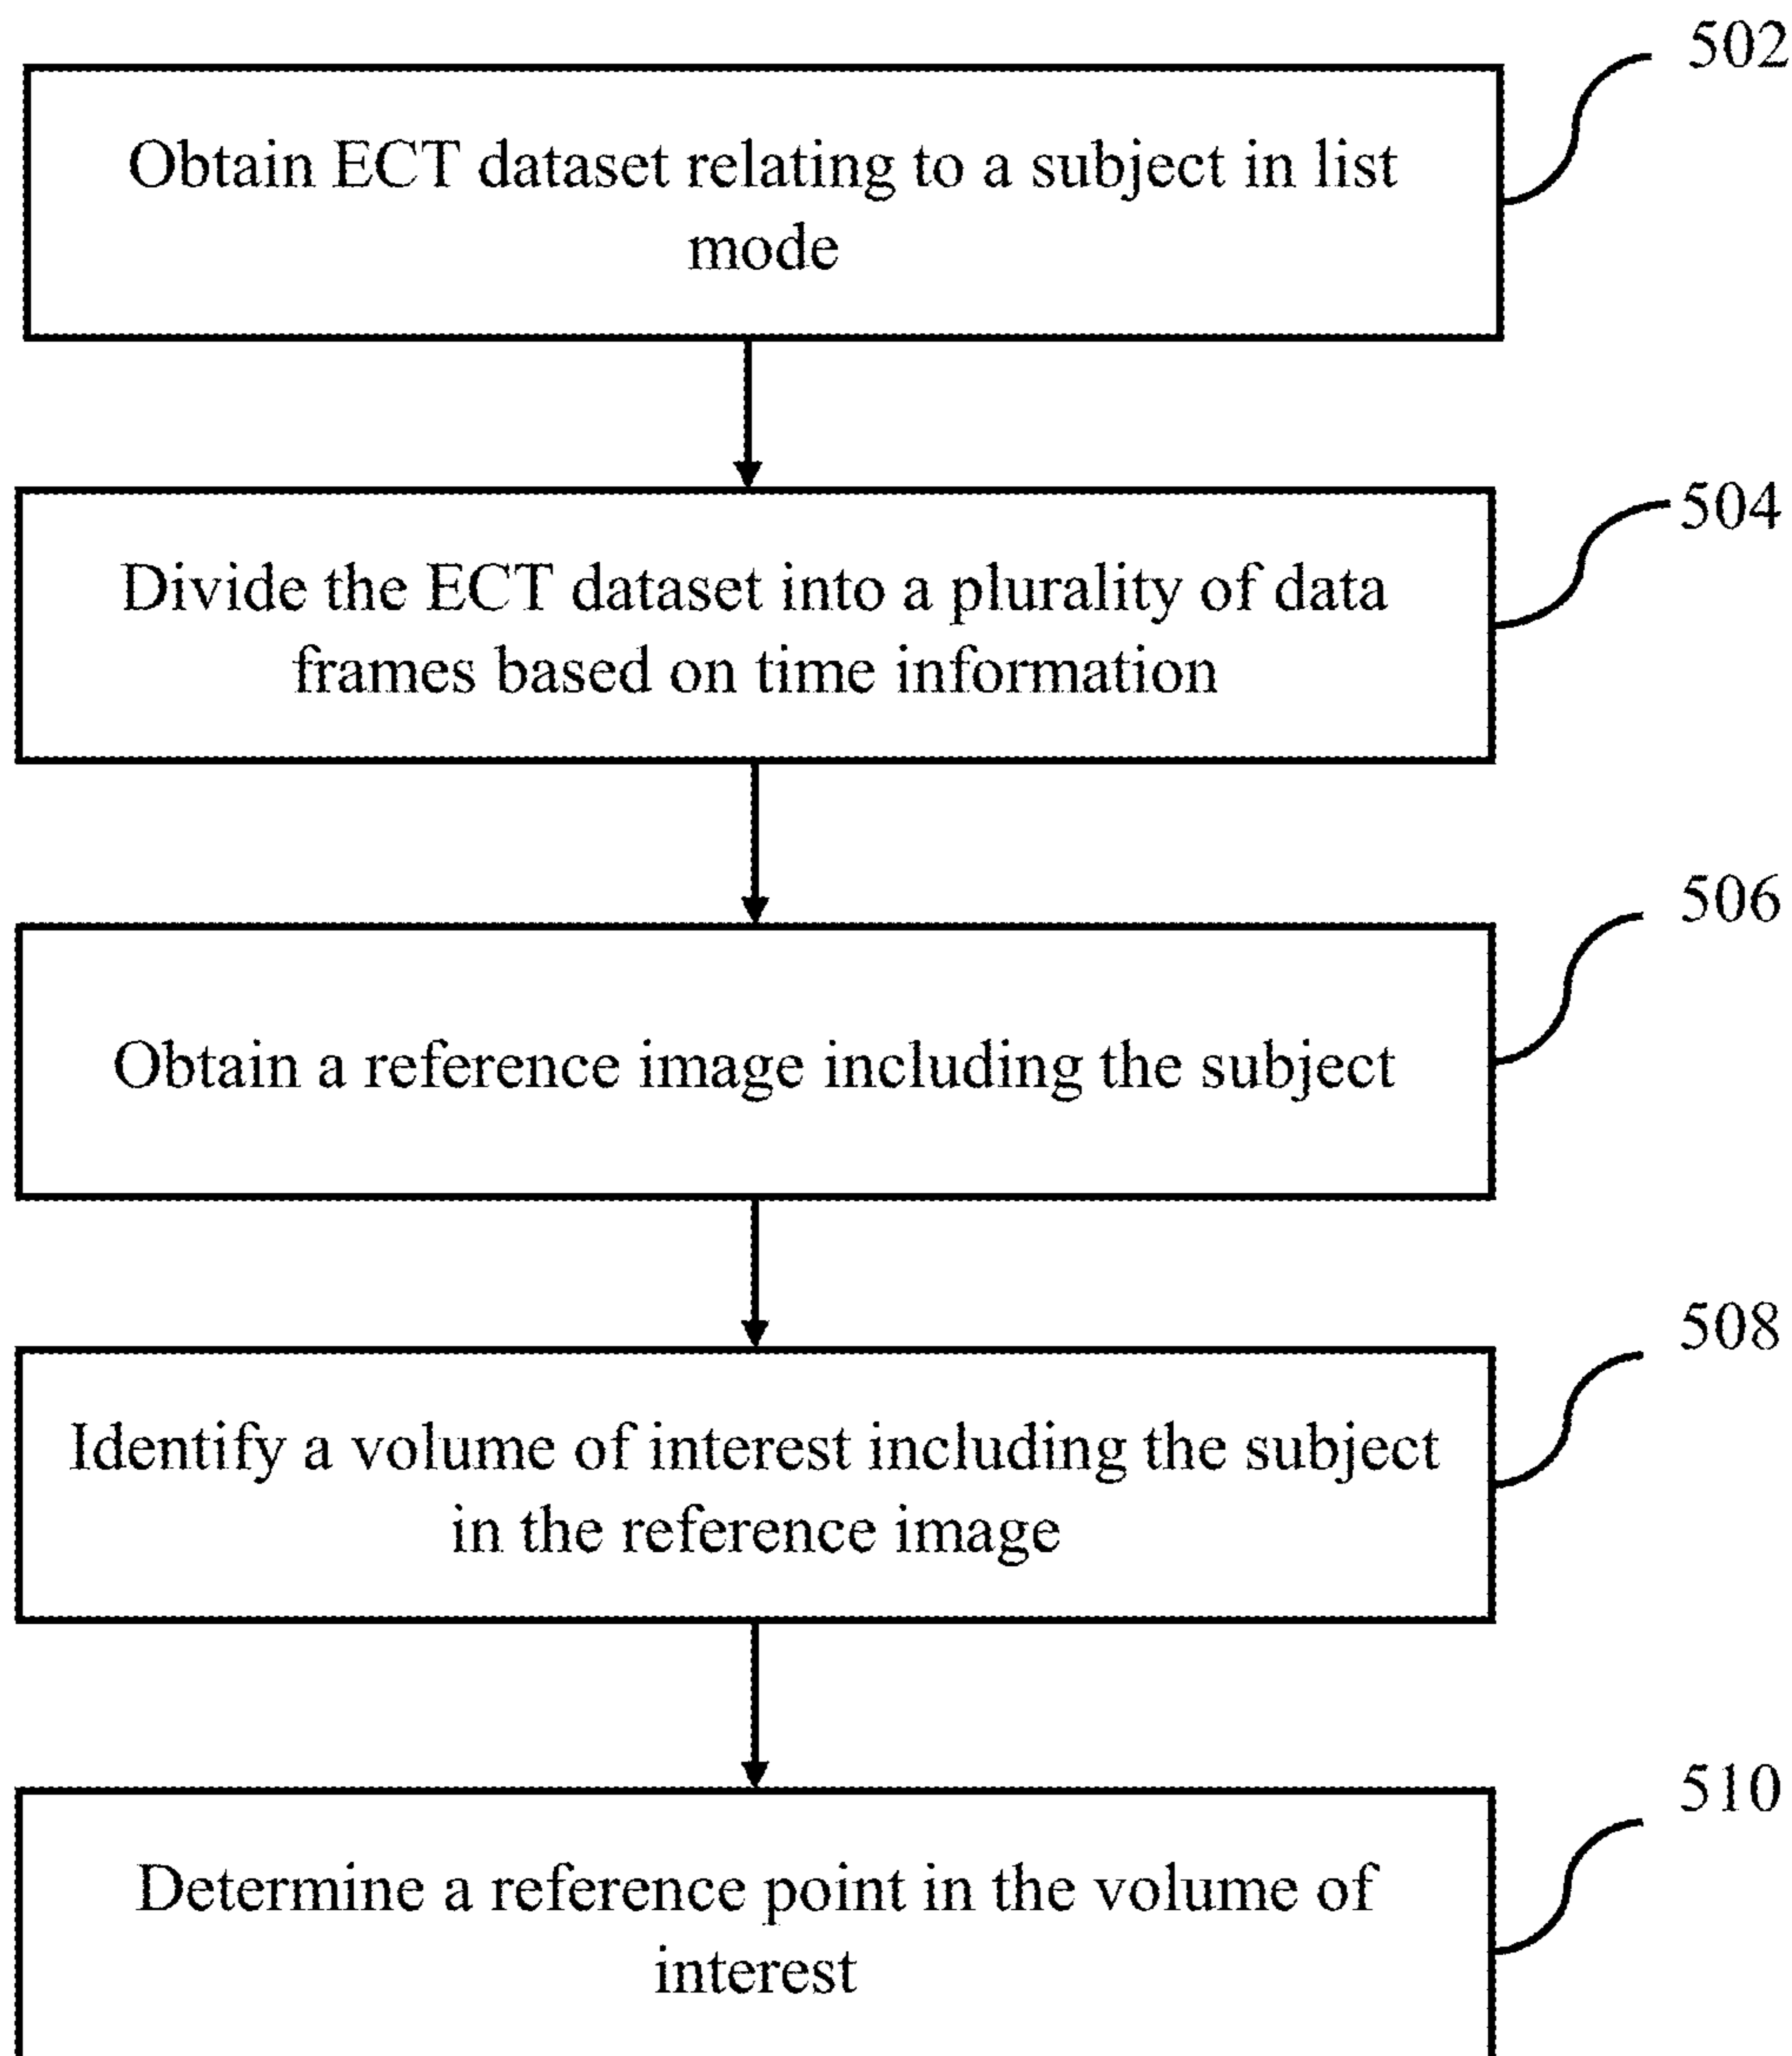 502
Obtain ECT dataset relating to a subject in list
mode
504
Divide the ECT dataset into a plurality of data
frames based on time information
506
Obtain a reference image including the subject
508
Identify a volume of interest including the subject
in the reference image
510
Determine a reference point in the volume of
interest